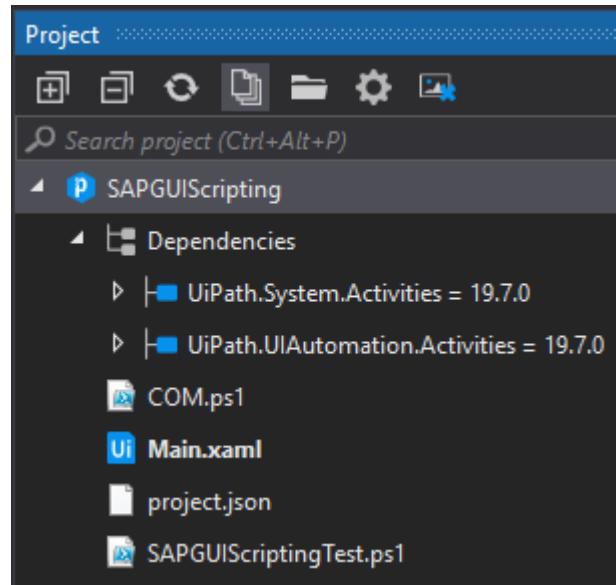 Project
Search project (Ctrl+Alt+P)
SAPGUIScripting
Dependencies
UiPath.System.Activities = 19.7.0
UiPath.UIAutomation.Activities = 19.7.0
COM.ps1
Ui Main.xaml
project.json
SAPGUIScriptingTest.ps1